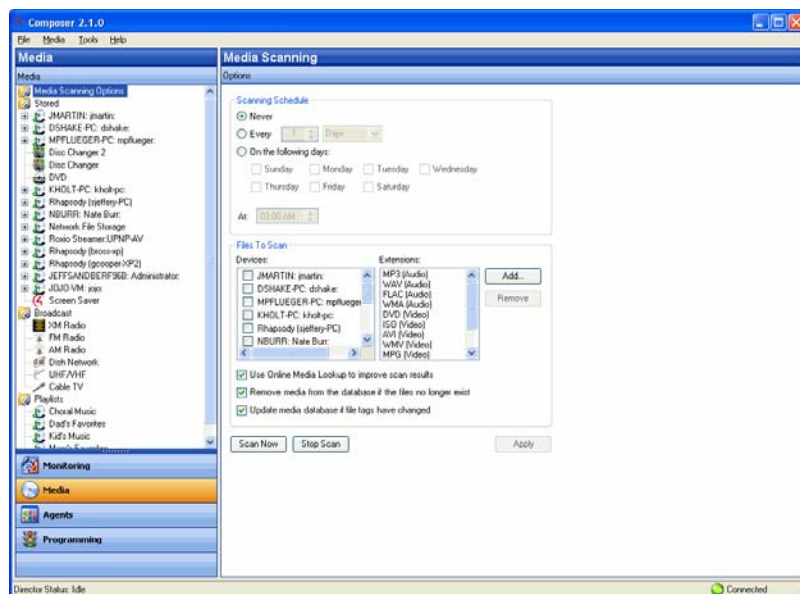 Composer 2.1.0
File Media Tools Help
Media
Media Scanning
Media
Options
Media Scanning Options
Stored
JMARTIN: jmartin:
DSHAKE-PC: dshake:
MPFLUEGER-PC: mpflueger:
Disc Changer 2
Disc Changer
DVD
KHOLT-PC: kholt-pc:
Rhapsody (sjeffery-PC)
NBURR: Nate Burr:
Network File Storage
Roxio Streamer:UPNP-AV
Rhapsody (bross-xp)
Rhapsody (gcooper-XP2)
JEFFSANDBERF96B: Administrator:
JOJO-VM: jojo:
Screen Saver
Broadcast
XM Radio
FM Radio
AM Radio
Dish Network
UHF/VHF
Cable TV
Playlists
Choral Music
Dad's Favorites
Kid's Music
Mom's Favorites
Monitoring
Media
Agents
Programming
Scanning Schedule
Never
Every 1 Days
On the following days:
Sunday Monday Tuesday Wednesday
Thursday Friday Saturday
At: 03:00 AM
Files To Scan
Devices:
JMARTIN: jmartin:
DSHAKE-PC: dshake:
MPFLUEGER-PC: mpflueger
KHOLT-PC: kholt-pc:
Rhapsody (sjeffery-PC)
NBURR: Nate Burr:
Extensions:
MP3 (Audio)
WAV (Audio)
FLAC (Audio)
WMA (Audio)
DVD (Video)
ISO (Video)
AVI (Video)
WMV (Video)
MPG (Video)
Add...
Remove
Use Online Media Lookup to improve scan results
Remove media from the database if the files no longer exist
Update media database if file tags have changed
Scan Now Stop Scan Apply
Director Status: Idle
Connected